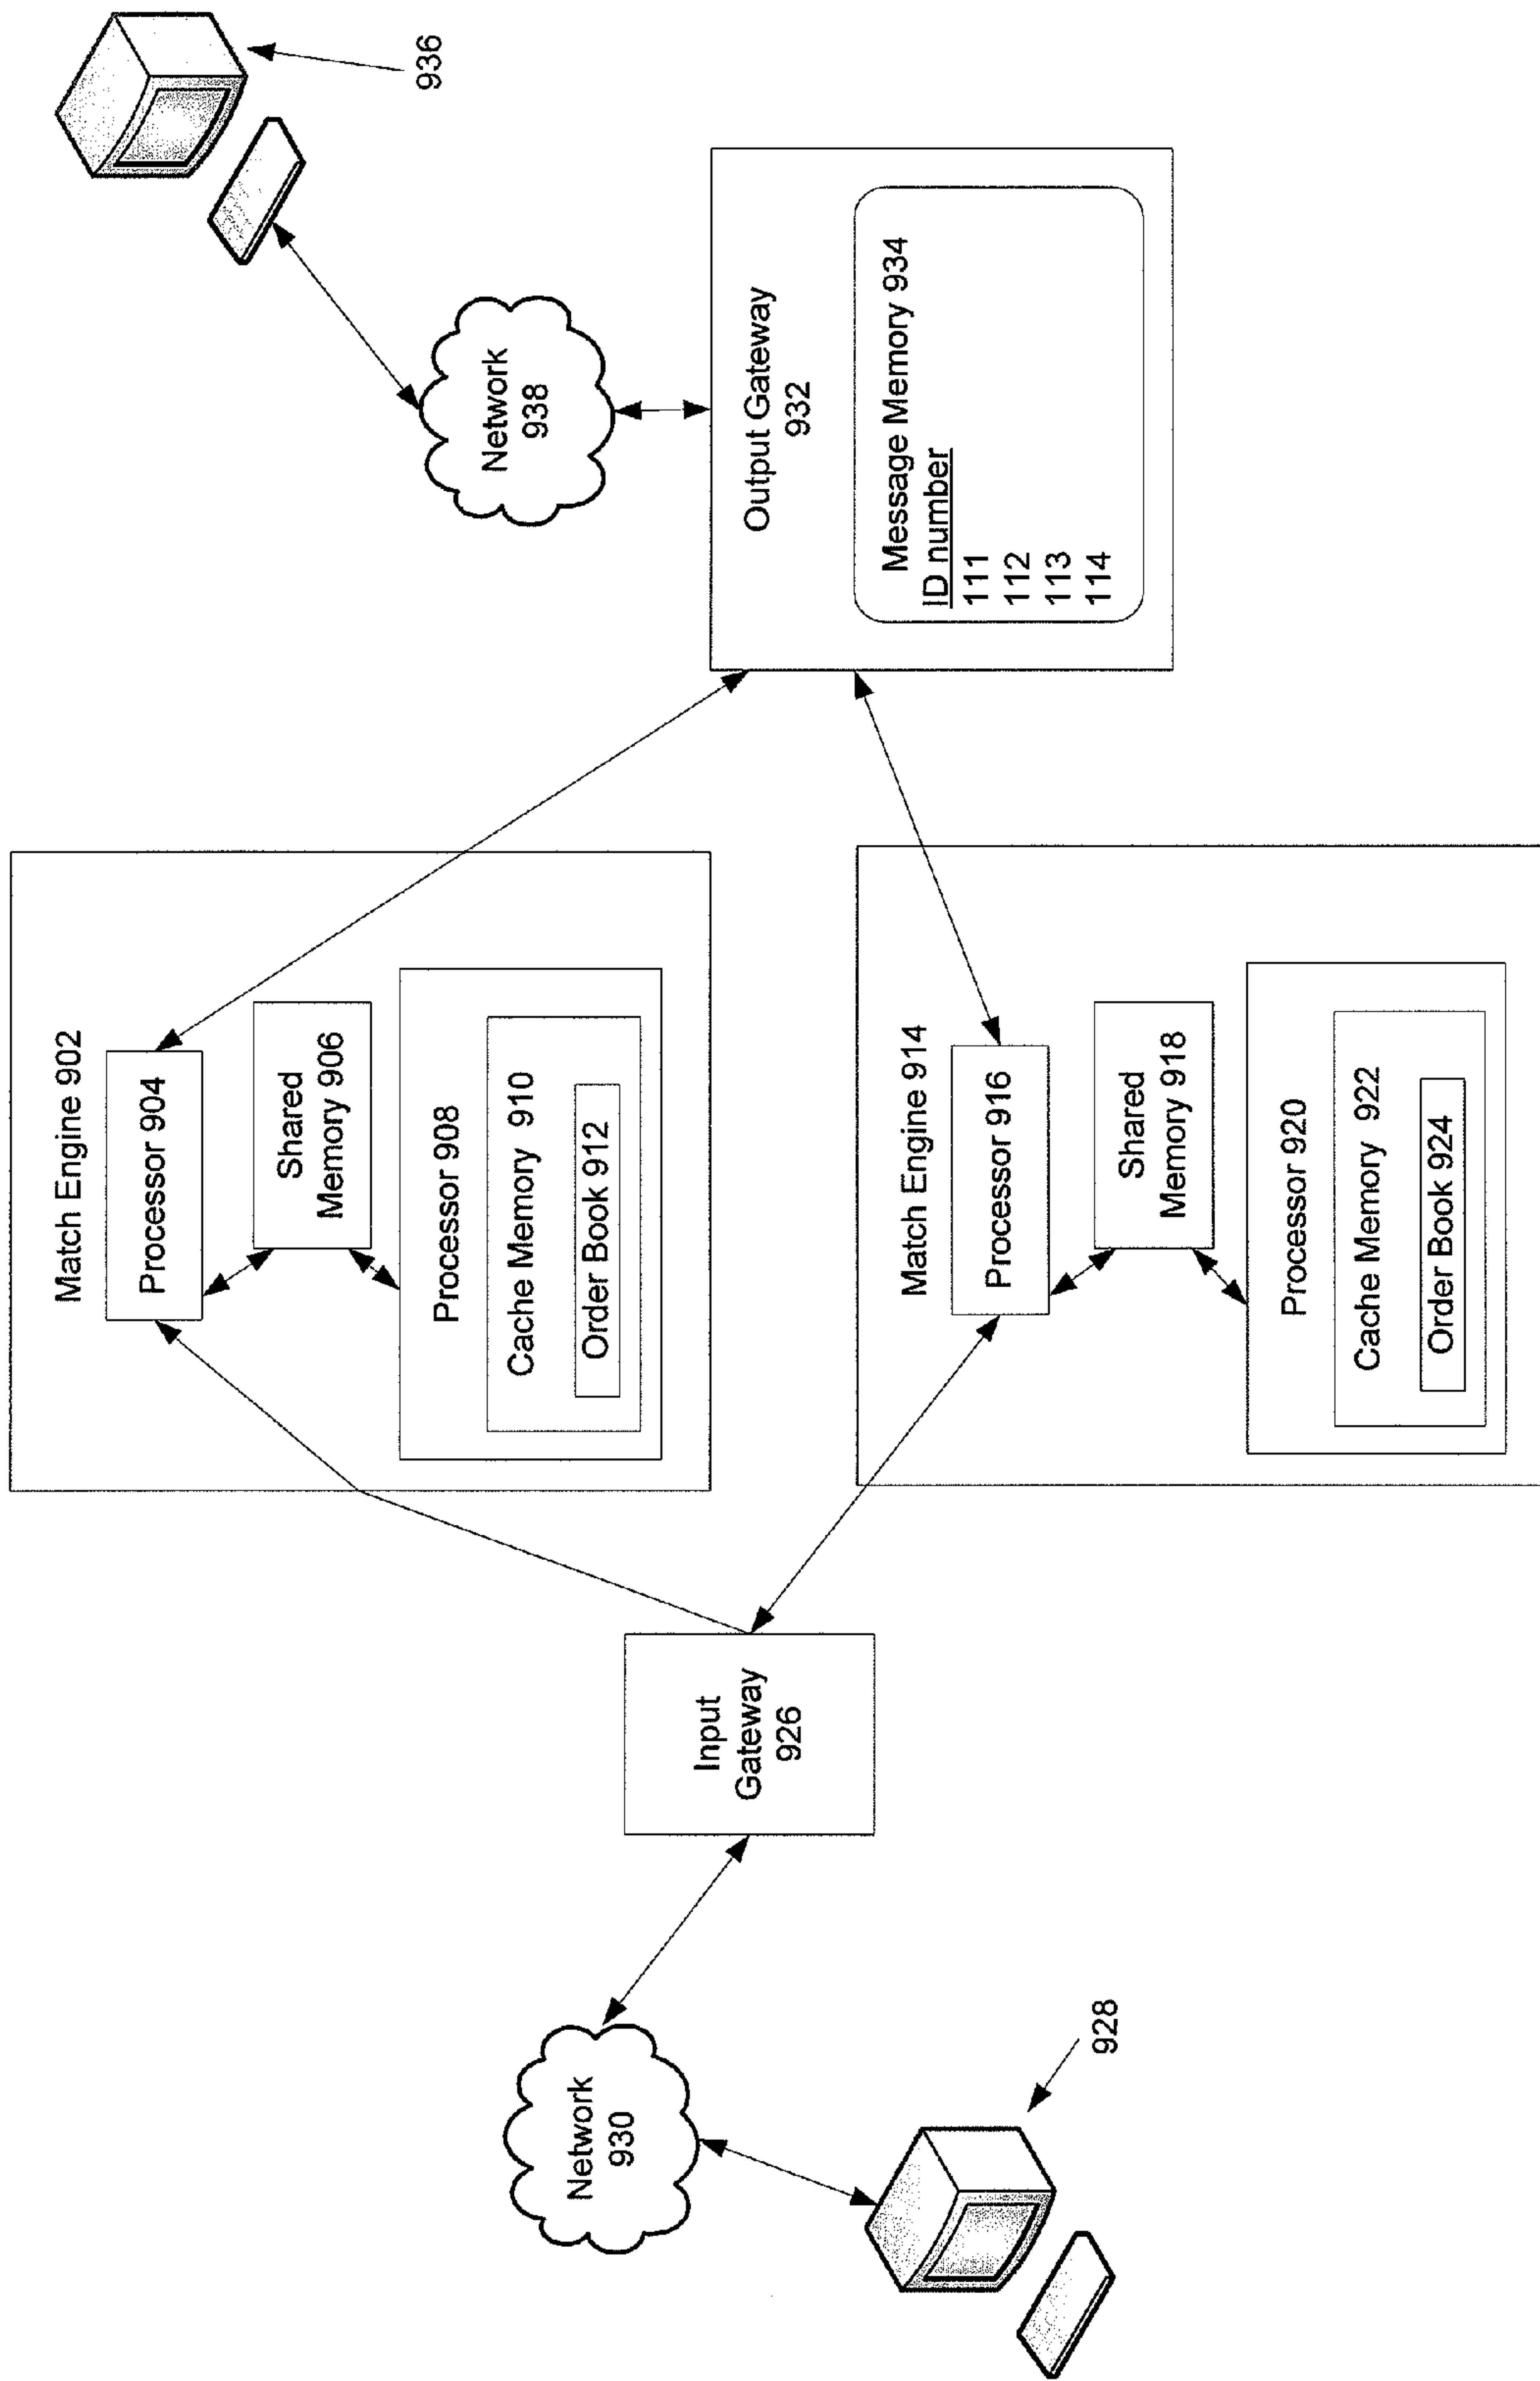 Match Engine 902
Processor 904
Shared
Memory 906
Processor 908
Cache Memory 910
Order Book 912
936
Network
938
Output Gateway
932
Message Memory 934
ID number
111
112
113
114
Input
Gateway
926
Network
930
928
Match Engine 914
Processor 916
Shared
Memory 918
Processor 920
Cache Memory 922
Order Book 924